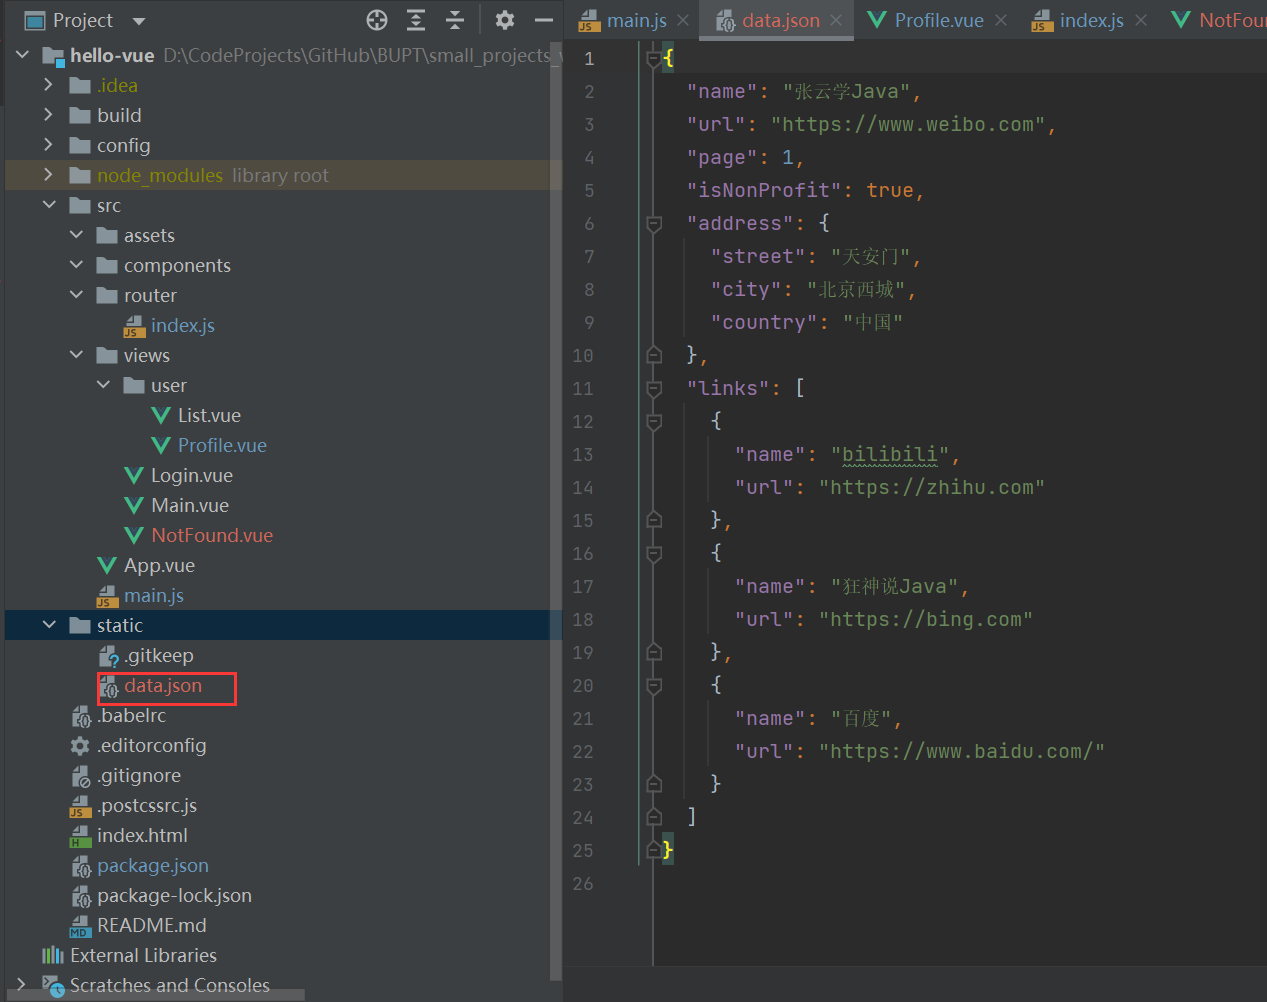 Project
hello-vue D:\CodeProjects\GitHub\BUPT\small_projects_
.idea
build
config
node_modules library root
src
assets
components
router
index.js
views
user
List.vue
Profile.vue
Login.vue
Main.vue
NotFound.vue
App.vue
main.js
static
.gitkeep
data.json
.babelrc
.editorconfig
.gitignore
.postcssrc.js
index.html
package.json
package-lock.json
README.md
External Libraries
Scratches and Consoles
main.js data.json Profile.vue index.js NotFoun
1 {
2 "name": "张云学Java",
3 "url": "https://www.weibo.com",
4 "page": 1,
5 "isNonProfit": true,
6 "address": {
7 "street": "天安门",
8 "city": "北京西城",
9 "country": "中国"
10 },
11 "links": [
12 {
13 "name": "bilibili",
14 "url": "https://zhihu.com"
15 },
16 {
17 "name": "狂神说Java",
18 "url": "https://bing.com"
19 },
20 {
21 "name": "百度",
22 "url": "https://www.baidu.com/"
23 }
24 ]
25 }
26